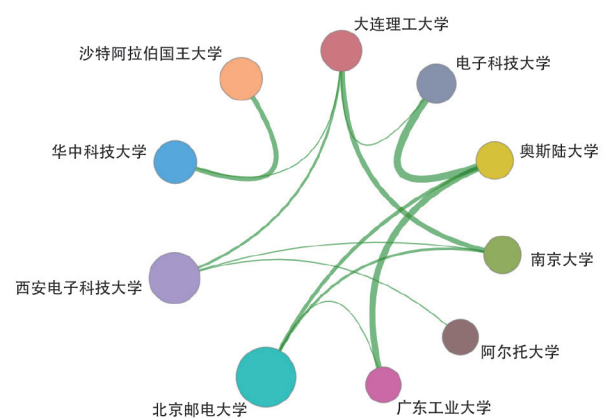 大连理工大学
沙特阿拉伯国王大学
电子科技大学
华中科技大学
奥斯陆大学
南京大学
西安电子科技大学
阿尔托大学
北京邮电大学
广东工业大学